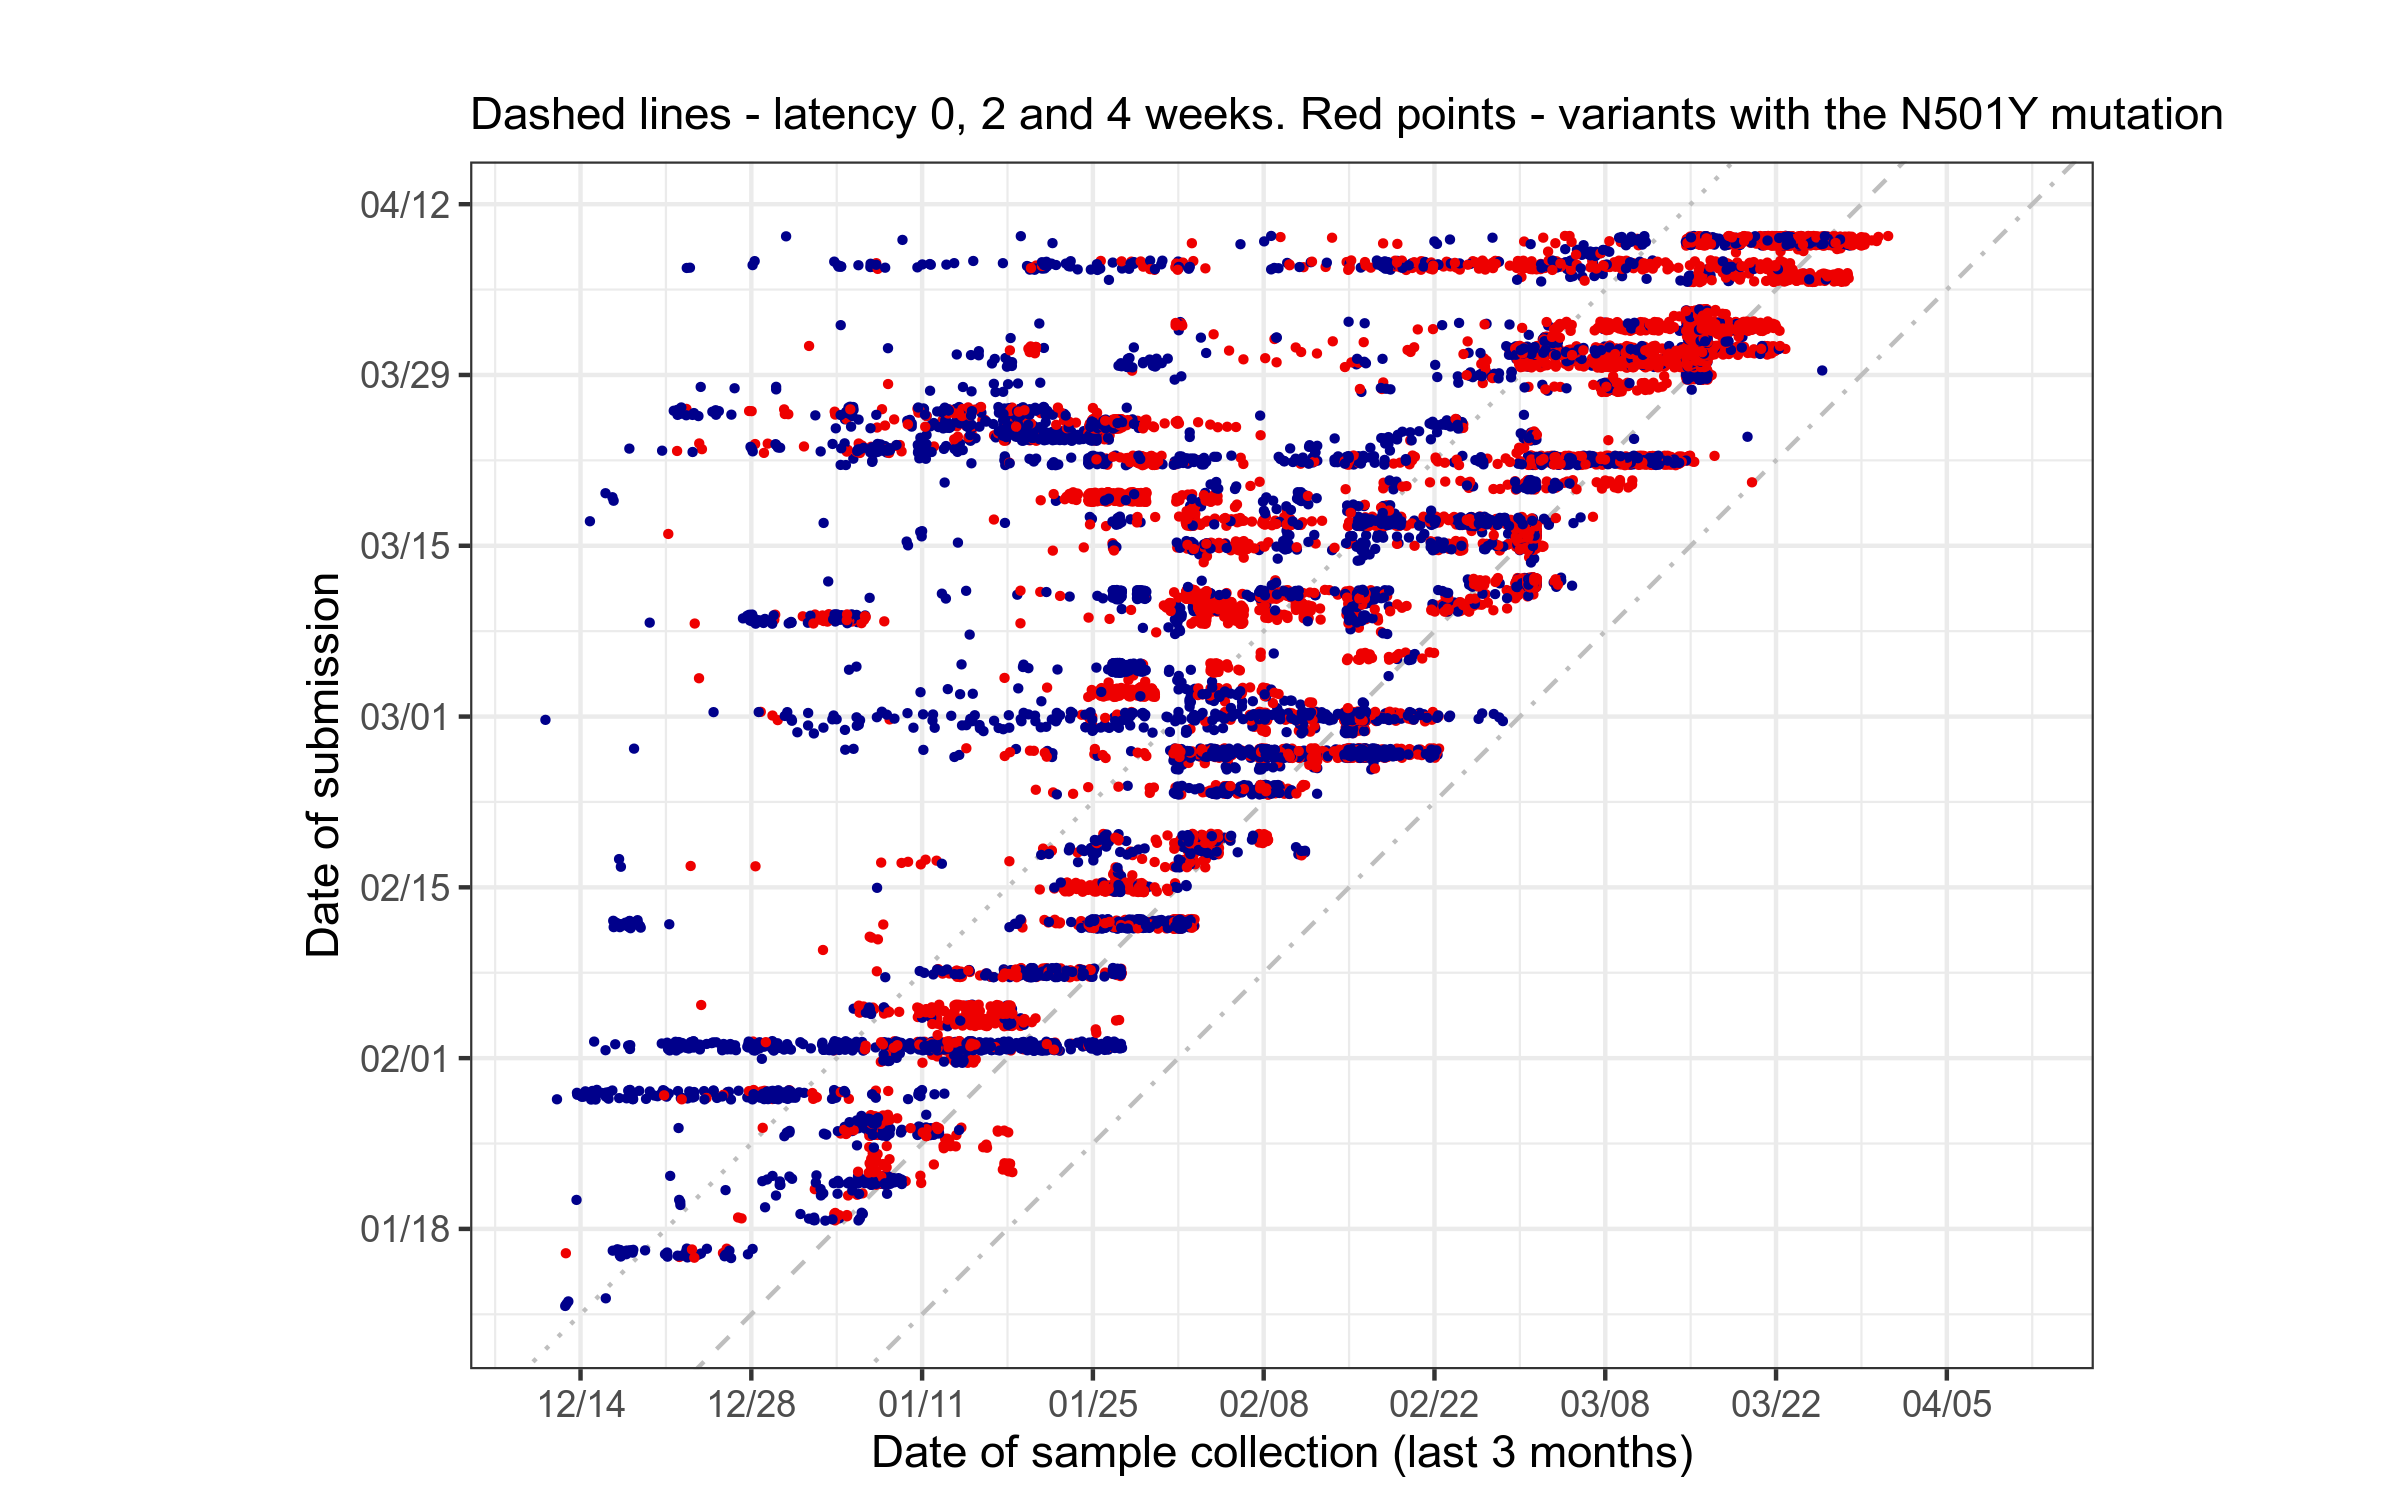 Dashed lines - latency 0, 2 and 4 weeks. Red points - variants with the N501Y mutation
04/12
03/29
03/15
03/01
02/15
02/01
01/18
Date of submission
12/14 12/28 01/11 01/25 02/08 02/22 03/08 03/22 04/05
Date of sample collection (last 3 months)